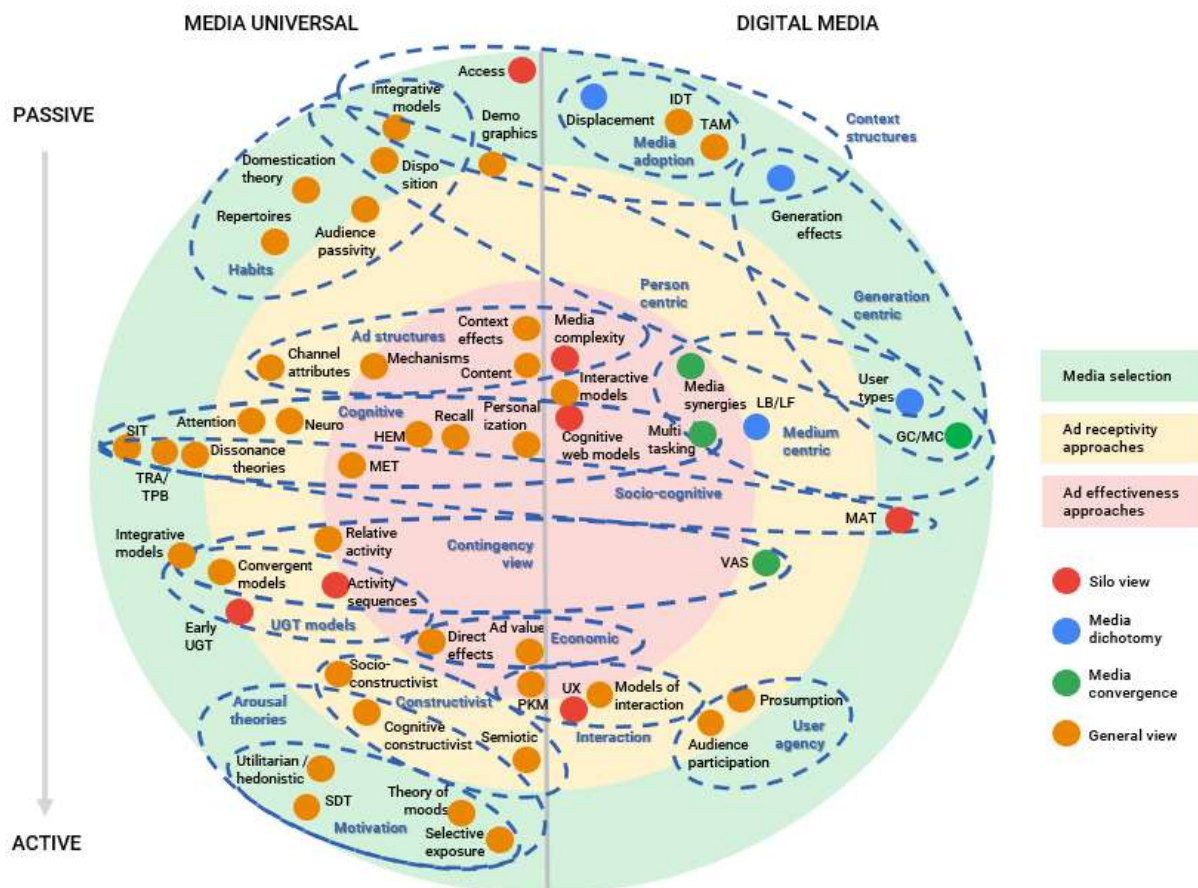 MEDIA UNIVERSAL
DIGITAL MEDIA
PASSIVE
Access
Integrative
models
Demo
graphics
Displacement
IDT
TAM
Media
adoption
Context
structures
Domestication
theory
Dispo
sition
Repertoires
Audience
passivity
Habits
Generation
effects
Person
centric
Generation
centric
Ad structures
Context
effects
Media
complexity
Channel
attributes
Mechanisms
Content
Interactive
models
Media
synergies
LB/LF
User
types
Media selection
Cognitive
Attention
Neuro
SIT
HEM
Recall
Personal
ization
Cognitive
web models
Multi
tasking
Medium
centric
GC/MC
Ad receptivity
approaches
Dissonance
theories
TRA/
TPB
MET
Socio-cognitive
MAT
Ad effectiveness
approaches
Integrative
models
Relative
activity
Contingency
view
VAS
Convergent
models
Activity
sequences
Silo view
Early
UGT
UGT models
Direct
effects
Ad value
Economic
Media
dichotomy
Socio-
constructivist
PKM
UX
Models of
interaction
Prosumption
Media
convergence
Arousal
theories
Constructivist
Cognitive
constructivist
Semiotic
Interaction
Audience
participation
User
agency
General view
Utilitarian /
hedonistic
SDT
Theory of
moods
Motivation
Selective
exposure
ACTIVE